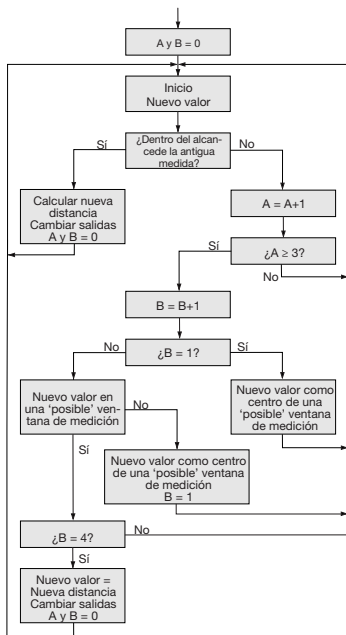 A y B = 0
Inicio
Nuevo valor
¿Dentro del alcan-
cede la antigua
medida?
Sí
No
Calcular nueva
distancia
Cambiar salidas
A y B = 0
A = A+1
¿A ≥ 3?
Sí
No
B = B+1
¿B = 1?
No
Sí
Nuevo valor en
una 'posible' ven-
tana de medición
No
Nuevo valor como
centro de una
'posible' ventana
de medición
Sí
Nuevo valor como centro
de una 'posible' ventana
de medición
B = 1
¿B = 4?
No
Sí
Nuevo valor =
Nueva distancia
Cambiar salidas
A y B = 0